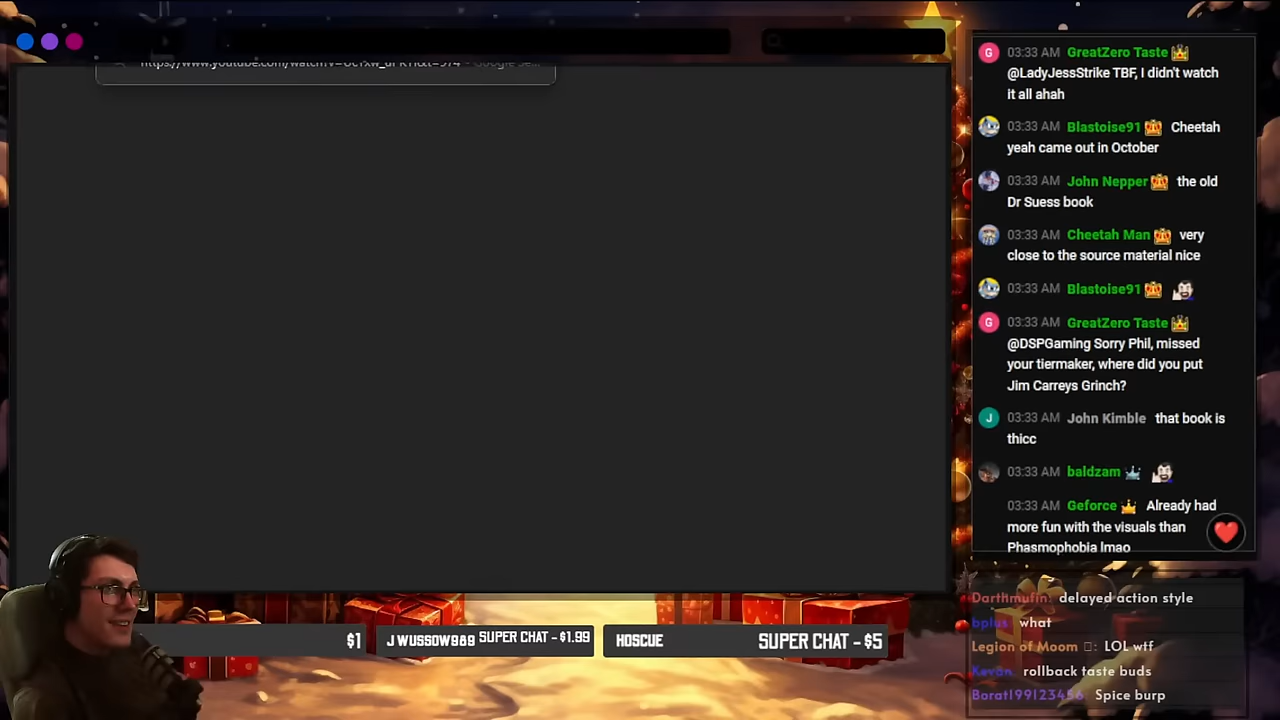 03:33 AM GreatZero Taste
@LadyJessStrike TBF, I didn't watch
it all ahah
03:33 AM Blastoise91 Cheetah
yeah came out in October
03:33 AM John Nepper the old
Dr Suess book
03:33 AM Cheetah Man very
close to the source material nice
03:33 AM Blastoise91
03:33 AM GreatZero Taste
@DSPGaming Sorry Phil, missed
your tiermaker, where did you put
Jim Carreys Grinch?
03:33 AM John Kimble that book is
thicc
03:33 AM baldzam
03:33 AM Geforce Already had
more fun with the visuals than
Phasmophobia lmao
Darthmufin: delayed action style
bplus: what
Legion of Moom : LOL wtf
Kevan: rollback taste buds
Borat199123456 Spice burp
$1
J WUSSOW888 SUPER CHAT - $1.99
HOSCUE SUPER CHAT - $5
G
G
J